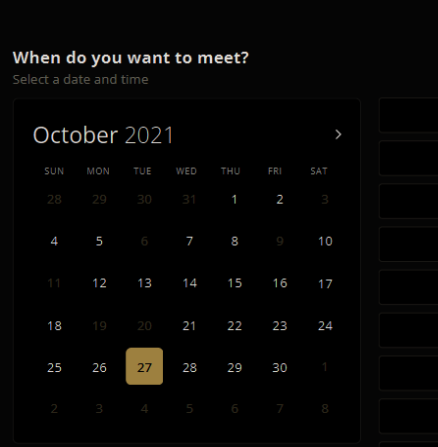 When do you want to meet?
Select a date and time
October 2021
SUN MON TUE WED THU FRI SAT
28 29 30 31 1 2 3
4 5 6 7 8 9 10
11 12 13 14 15 16 17
18 19 20 21 22 23 24
25 26 27 28 29 30 1
2 3 4 5 6 7 8